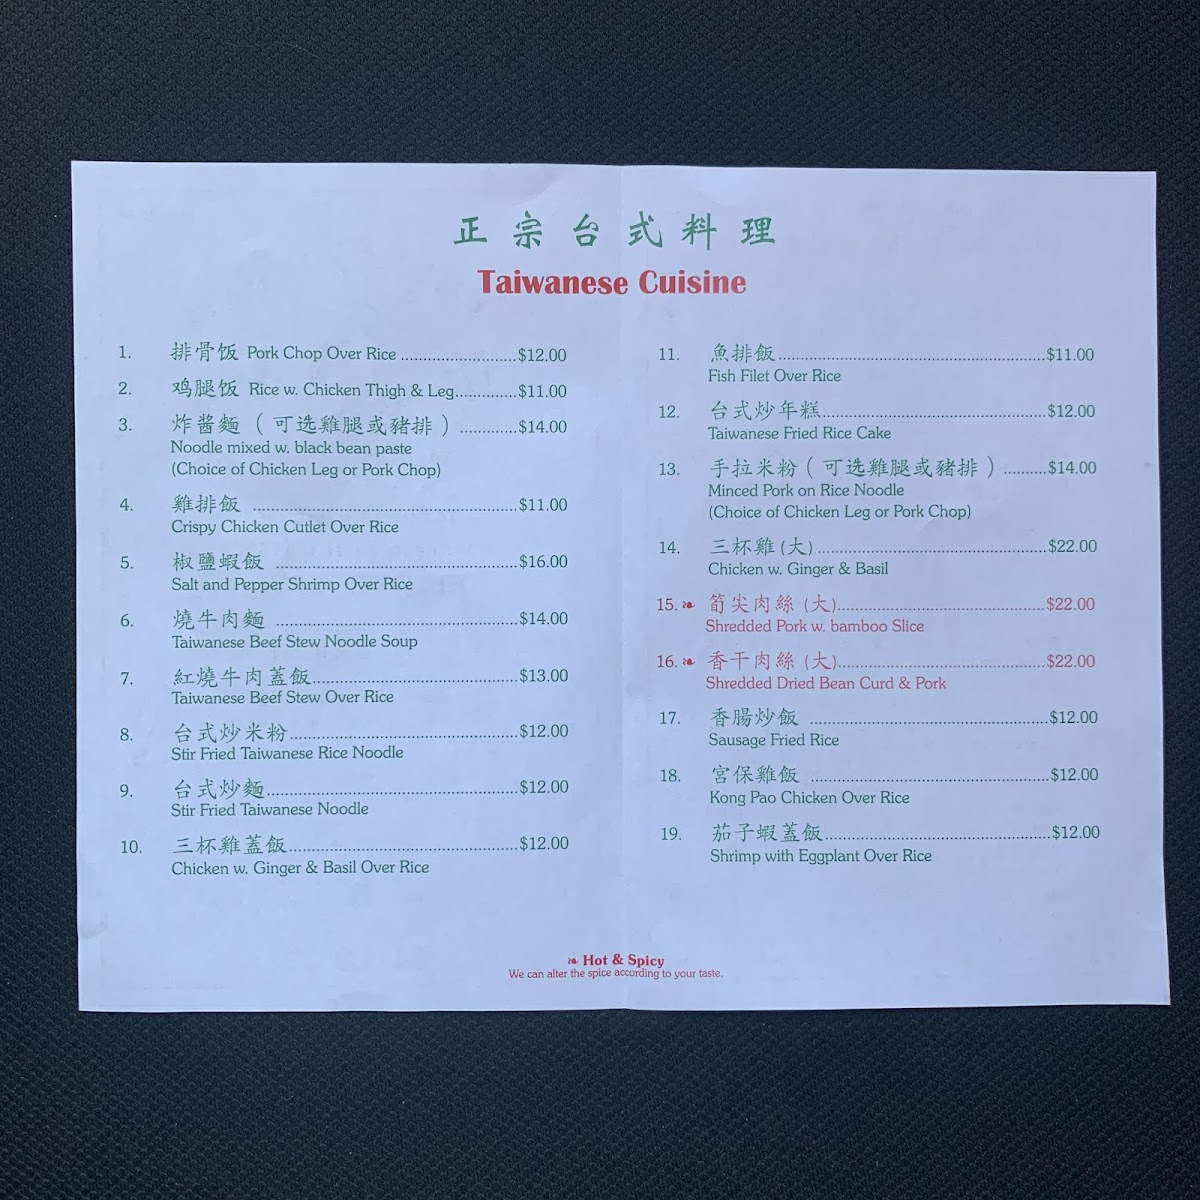 正宗台式料理
Taiwanese Cuisine
1. 排骨饭 Pork Chop Over Rice ..........................$12.00
2. 鸡腿饭 Rice w. Chicken Thigh & Leg..............$11.00
3. 炸酱麵 ( 可选雞腿或豬排 ) .............$14.00
Noodle mixed w. black bean paste
(Choice of Chicken Leg or Pork Chop)
4. 雞排飯 ............................................................$11.00
Crispy Chicken Cutlet Over Rice
5. 椒鹽蝦飯 .......................................................$16.00
Salt and Pepper Shrimp Over Rice
6. 燒牛肉麵 .......................................................$14.00
Taiwanese Beef Stew Noodle Soup
7. 紅燒牛肉蓋飯...............................................$13.00
Taiwanese Beef Stew Over Rice
8. 台式炒米粉....................................................$12.00
Stir Fried Taiwanese Rice Noodle
9. 台式炒麵.........................................................$12.00
Stir Fried Taiwanese Noodle
10. 三杯雞蓋飯....................................................$12.00
Chicken w. Ginger & Basil Over Rice
11. 魚排飯............................................................$11.00
Fish Filet Over Rice
12. 台式炒年糕...................................................$12.00
Taiwanese Fried Rice Cake
13. 手拉米粉 ( 可选雞腿或豬排 ) ..........$14.00
Minced Pork on Rice Noodle
(Choice of Chicken Leg or Pork Chop)
14. 三杯雞 (大)....................................................$22.00
Chicken w. Ginger & Basil
15. 筍尖肉絲 (大)...............................................$22.00
Shredded Pork w. bamboo Slice
16. 香干肉絲 (大)...............................................$22.00
Shredded Dried Bean Curd & Pork
17. 香腸炒飯 ......................................................$12.00
Sausage Fried Rice
18. 宮保雞飯 ......................................................$12.00
Kong Pao Chicken Over Rice
19. 茄子蝦蓋飯...................................................$12.00
Shrimp with Eggplant Over Rice
Hot & Spicy
We can alter the spice according to your taste.